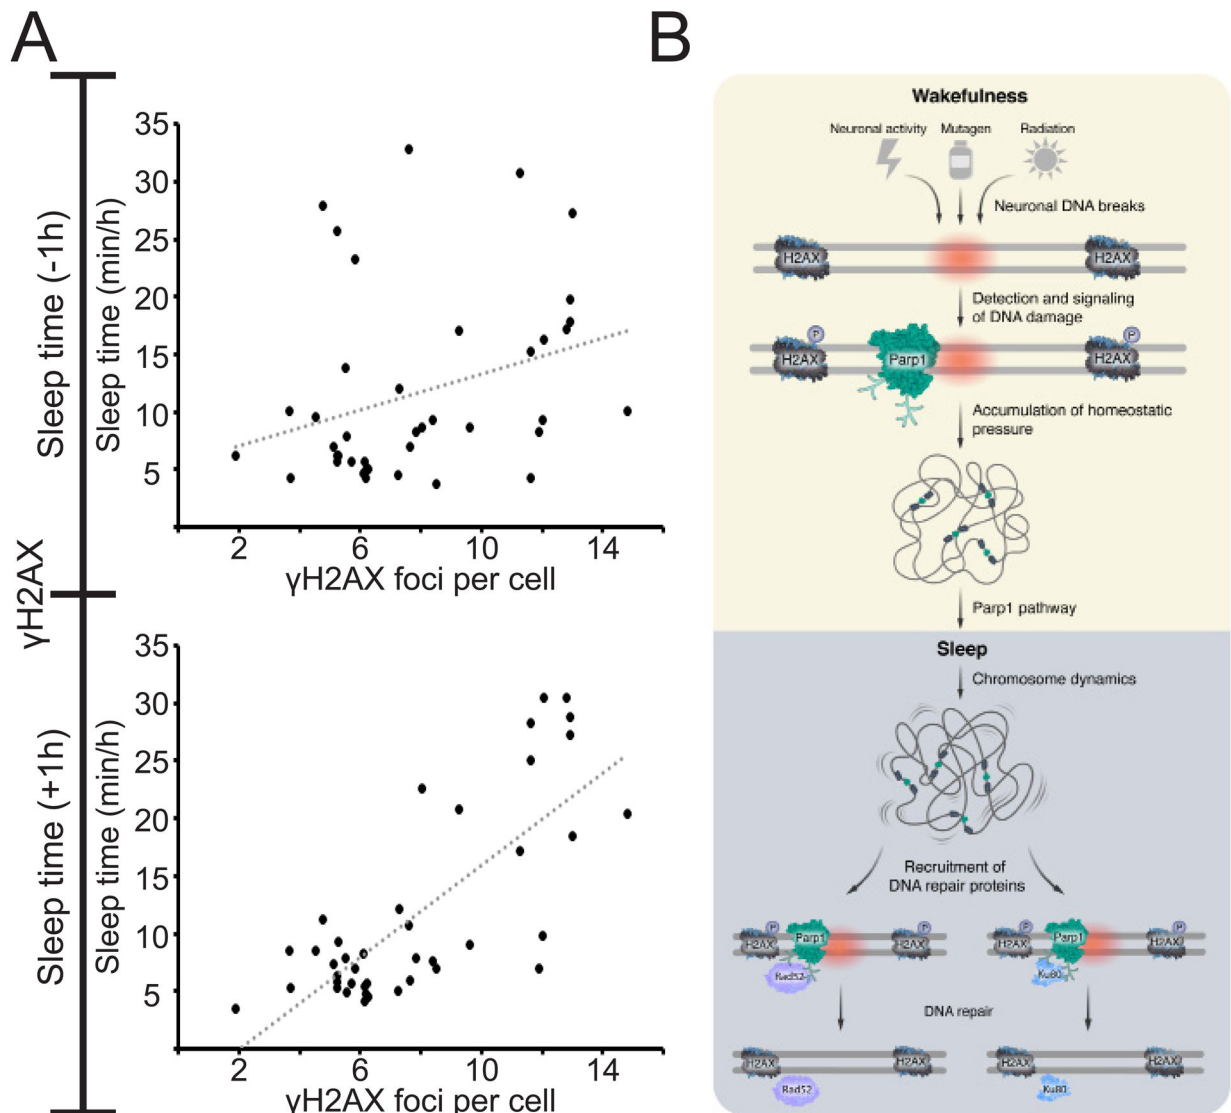 A
γH2AX
Sleep time (-1h)
Sleep time (min/h)
35
30
25
20
15
10
5
2
6
10
14
γH2AX foci per cell
Sleep time (+1h)
Sleep time (min/h)
35
30
25
20
15
10
5
2
6
10
14
γH2AX foci per cell
B
Wakefulness
Neuronal activity
Mutagen
Radiation
Neuronal DNA breaks
H2AX
H2AX
Detection and signaling
of DNA damage
P
P
H2AX
Parp1
H2AX
Accumulation of homeostatic
pressure
Parp1 pathway
Sleep
Chromosome dynamics
Recruitment of
DNA repair proteins
P
P
P
P
H2AX
Parp1
H2AX
H2AX
Parp1
H2AX
Rad52
Ku80
DNA repair
H2AX
H2AX
H2AX
H2AX
Rad52
Ku80